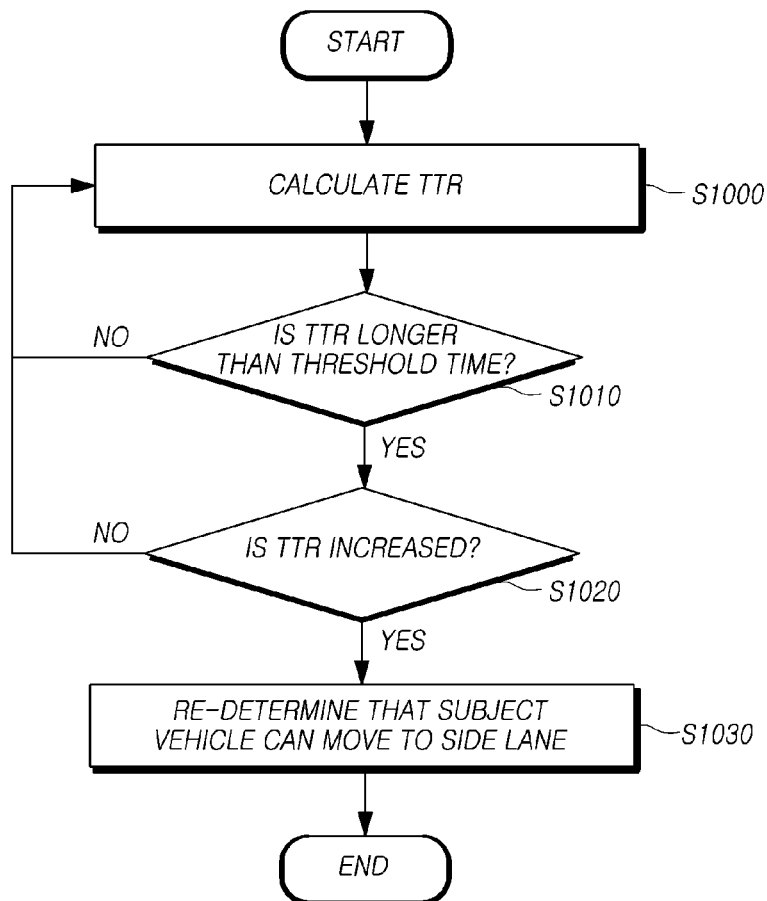 START
CALCULATE TTR
S1000
IS TTR LONGER
THAN THRESHOLD TIME?
NO
S1010
YES
IS TTR INCREASED?
NO
S1020
YES
RE-DETERMINE THAT SUBJECT
VEHICLE CAN MOVE TO SIDE LANE
S1030
END